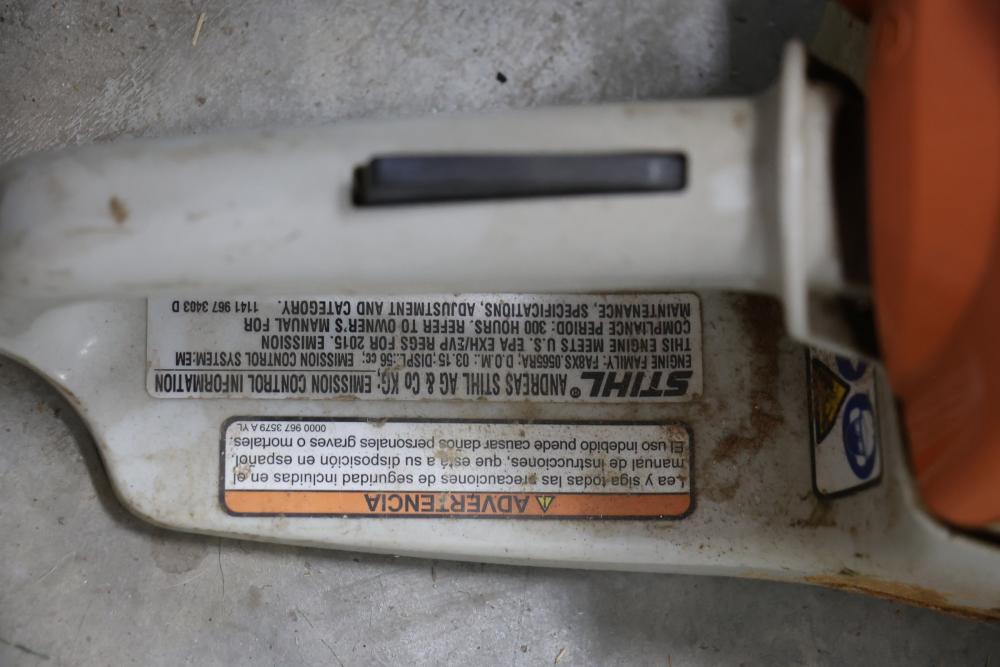 STIHL® ANDREAS STIHL AG & Co KG; EMISSION CONTROL INFORMATION
ENGINE FAMILY: FA8XS.0565RA; D.O.M.: 03.15-DISPL.:56 cc; EMISSION CONTROL SYSTEM:EM
THIS ENGINE MEETS U.S. EPA EXH/EVP REGS FOR 2015. EMISSION
COMPLIANCE PERIOD: 300 HOURS. REFER TO OWNER'S MANUAL FOR
MAINTENANCE, SPECIFICATIONS, ADJUSTMENT AND CATEGORY. 1141 967 3403 D
ADVERTENCIA
Lea y siga todas las precauciones de seguridad incluidas en el
manual de instrucciones, que está a su disposición en español
El uso indebido puede causar daños personales graves o mortales.
0000 967 3579 A YL